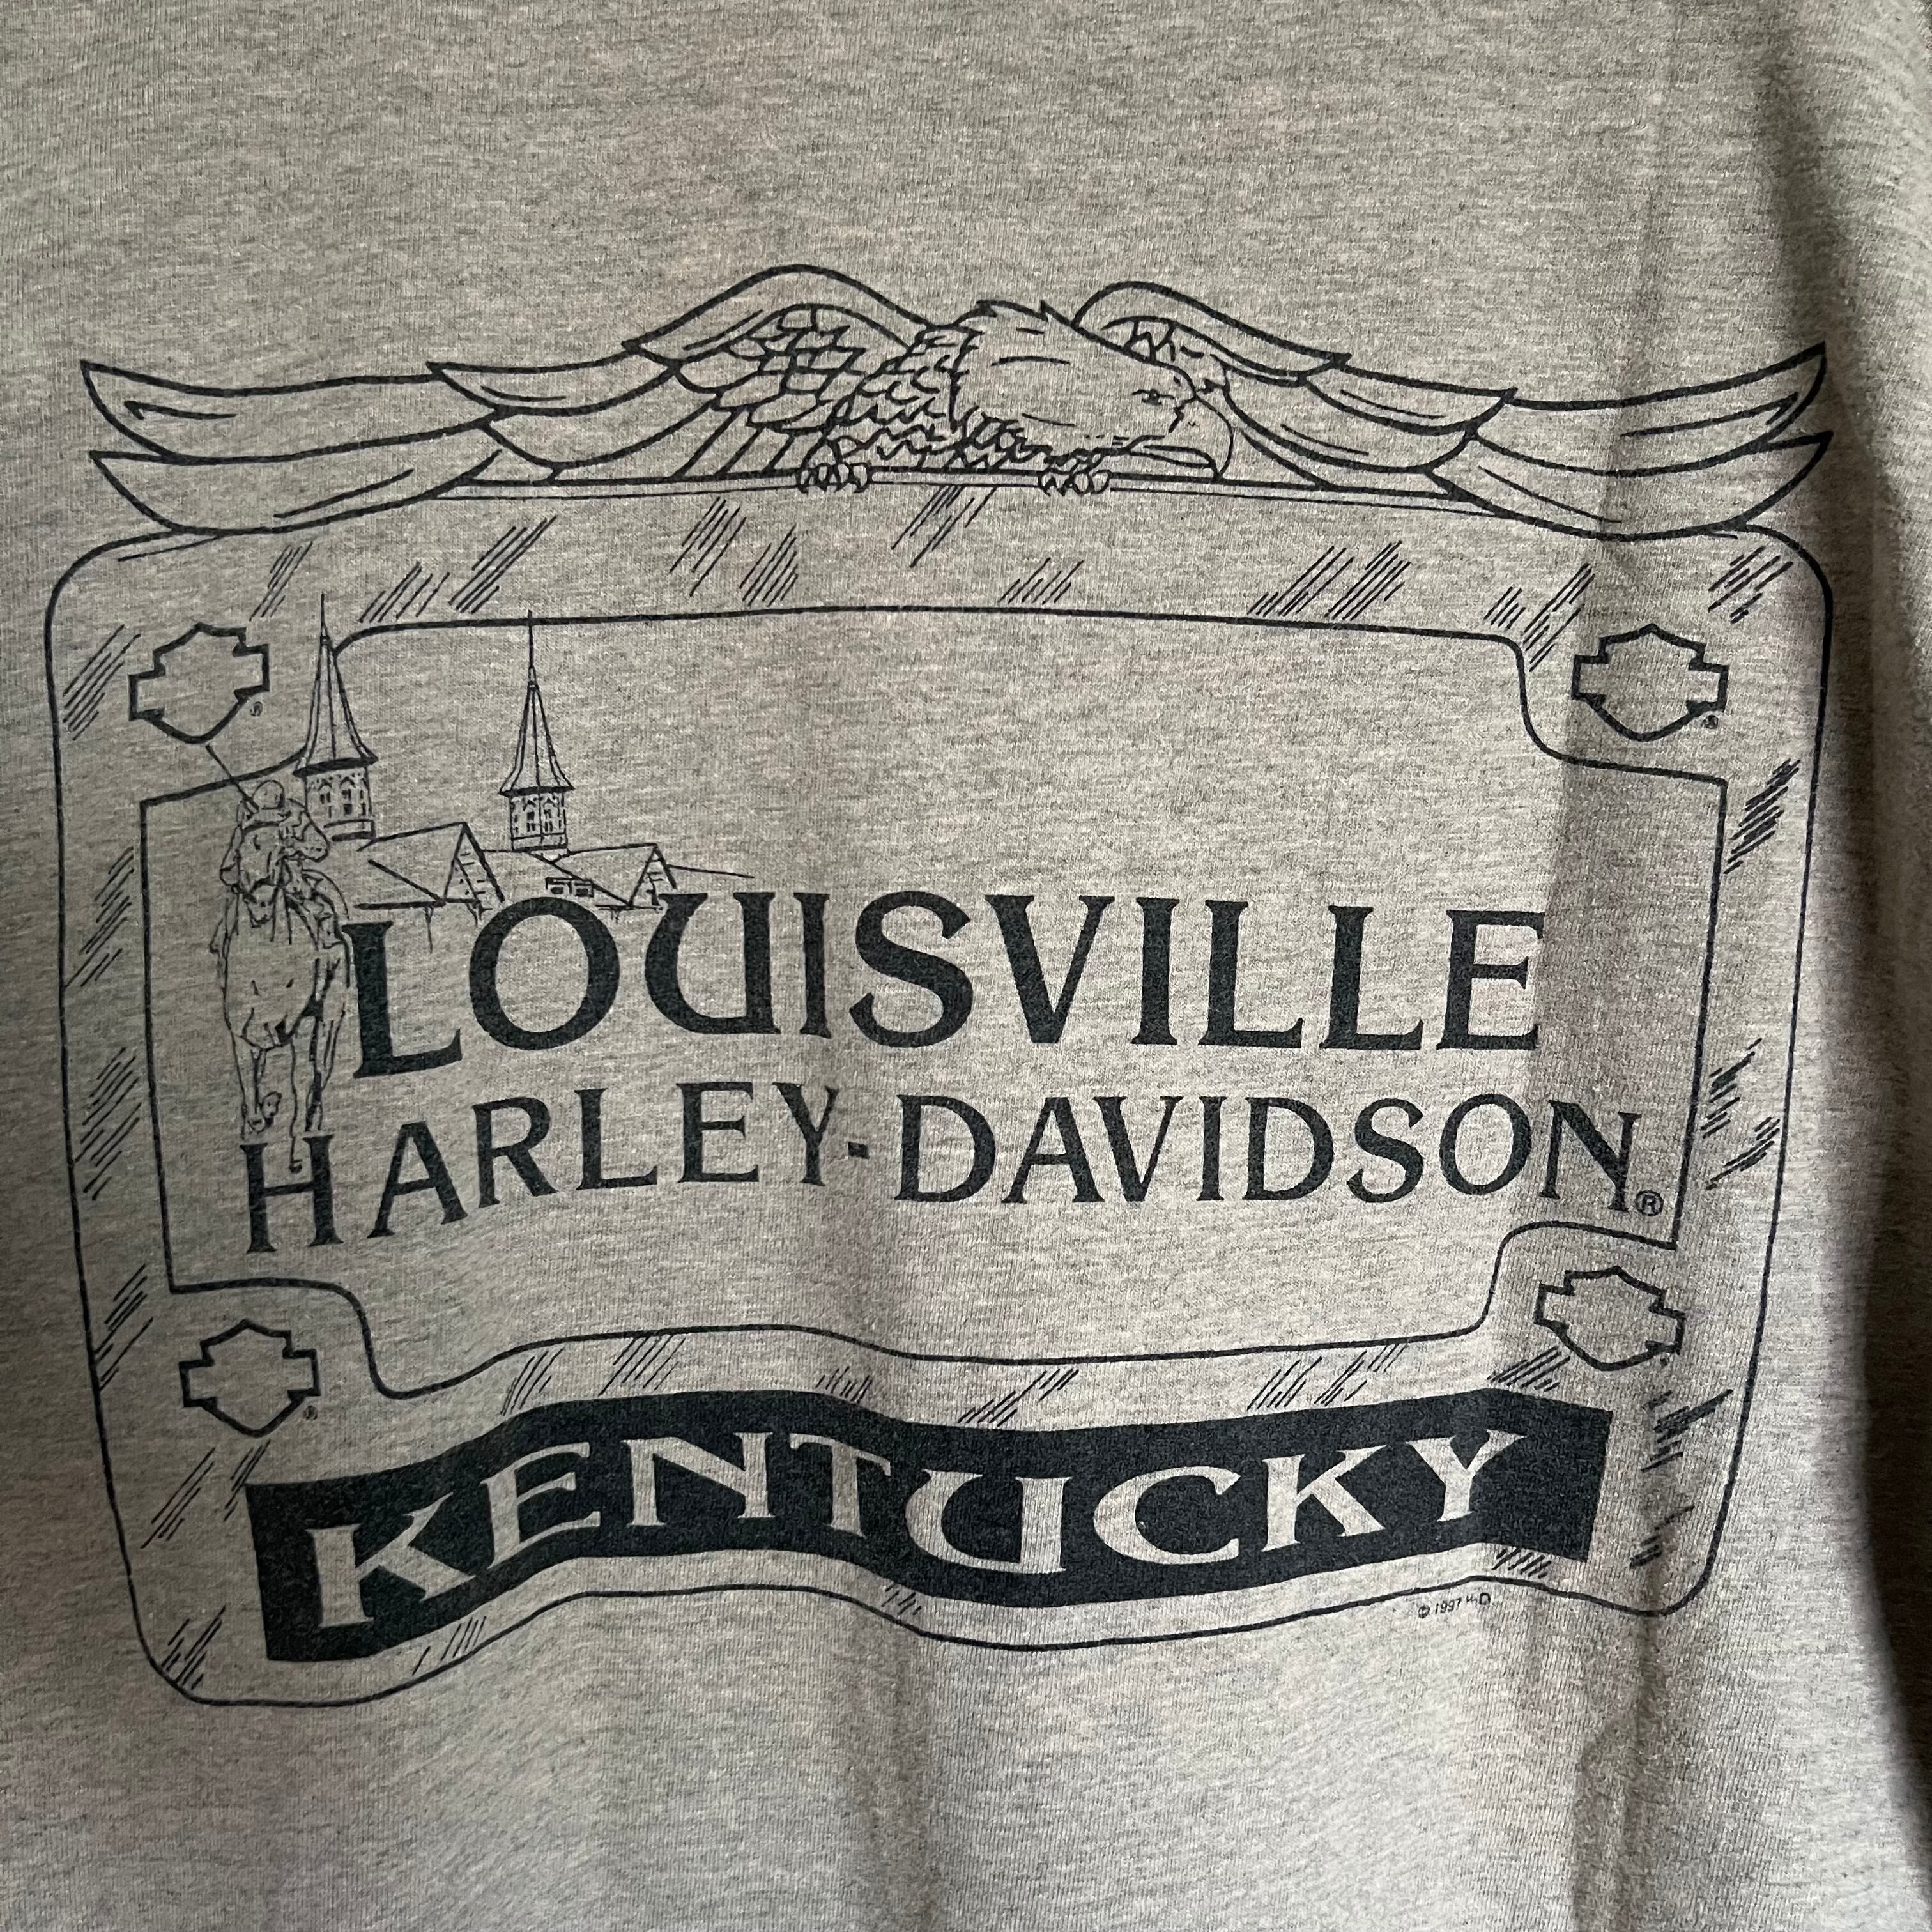 LOUISVILLE
HARLEY-DAVIDSON®
KENTUCKY
© 1997 H-D